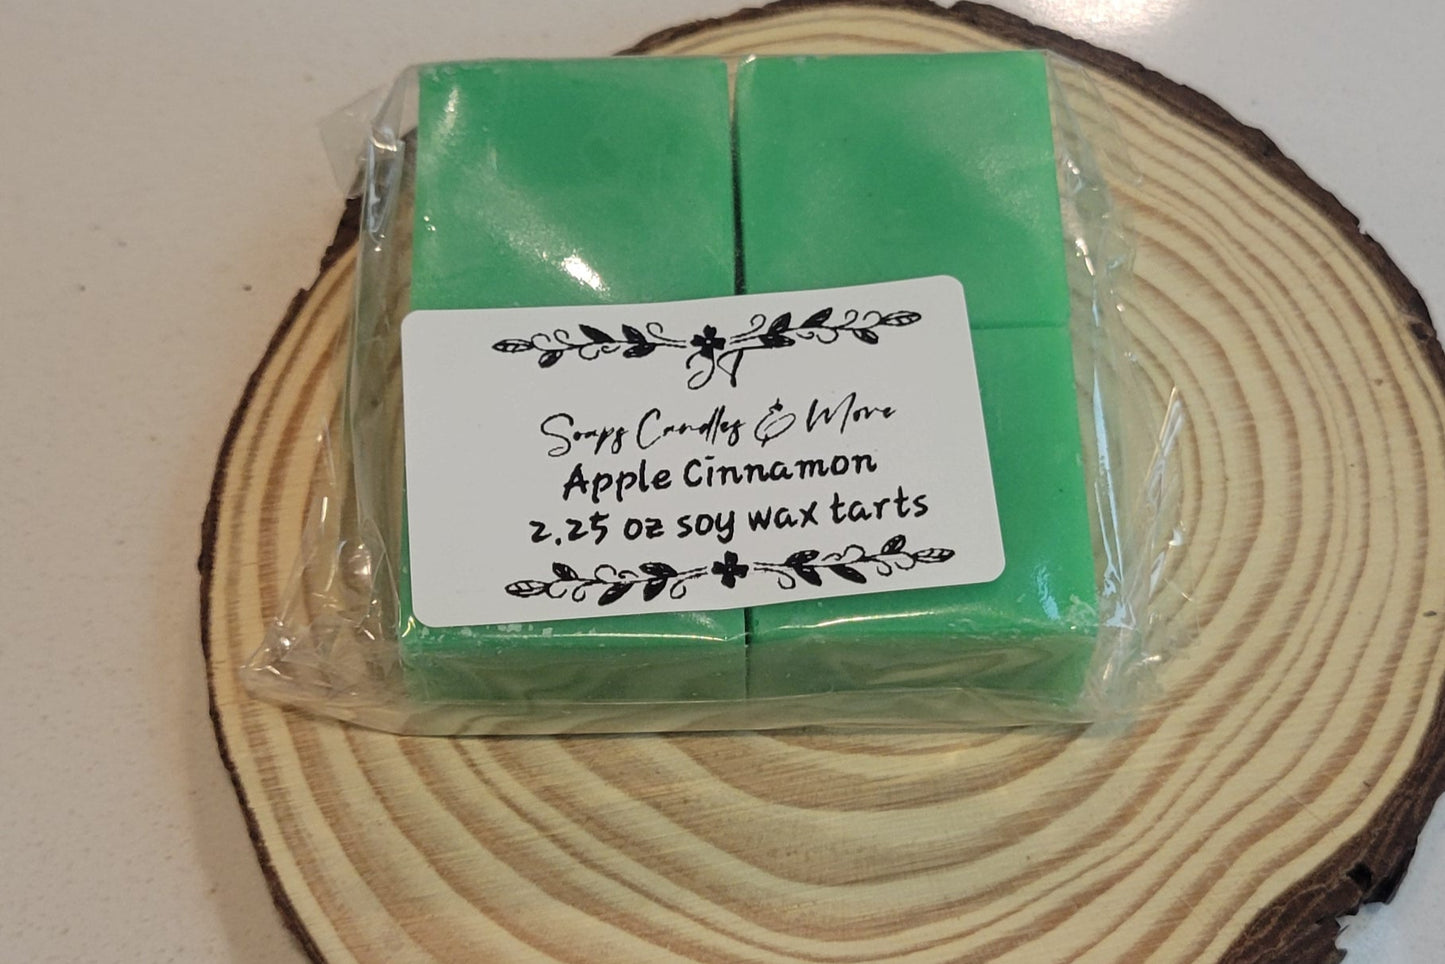 JT
Soaps Candles & More
Apple Cinnamon
2.25 oz soy wax tarts